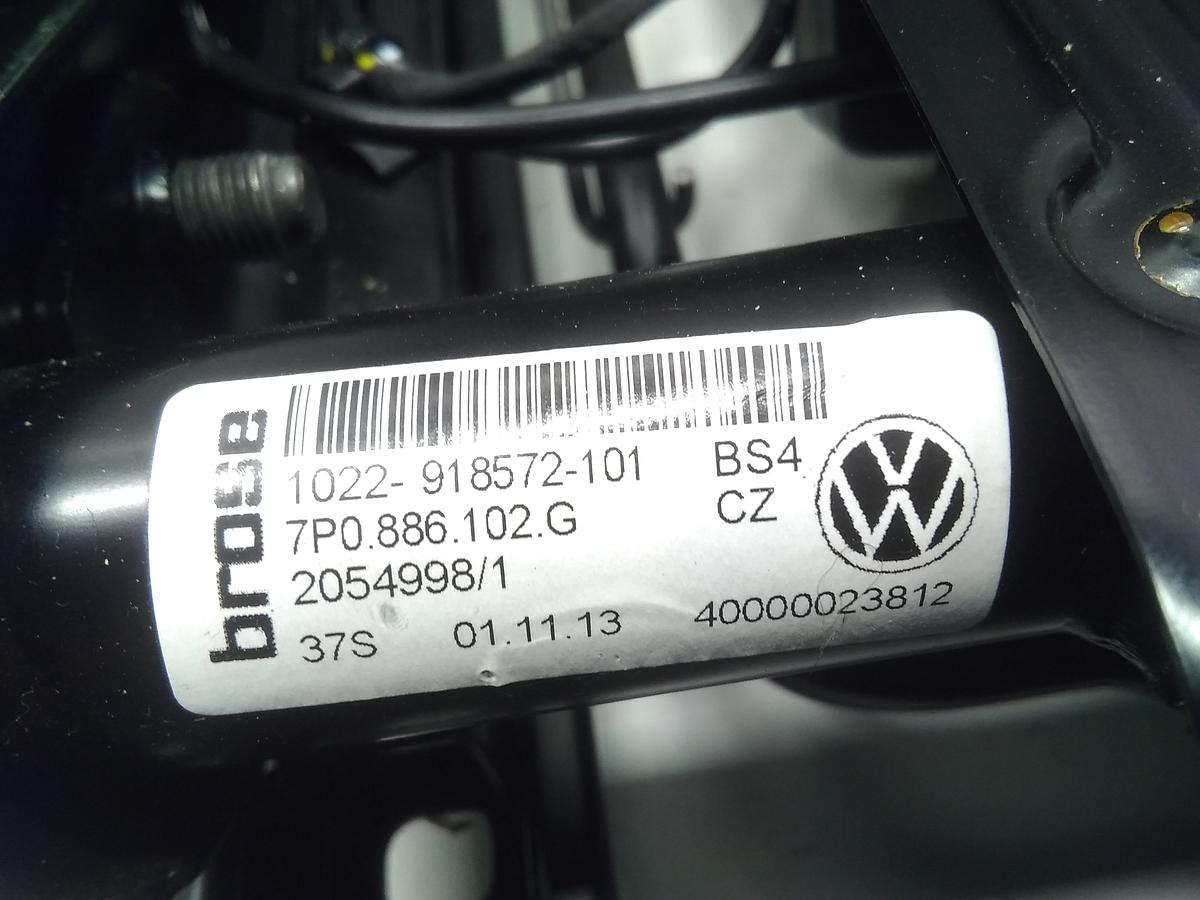 brose
1022- 918572-101 BS4
7P0.886.102.G CZ
2054998/1
37S 01.11.13 40000023812